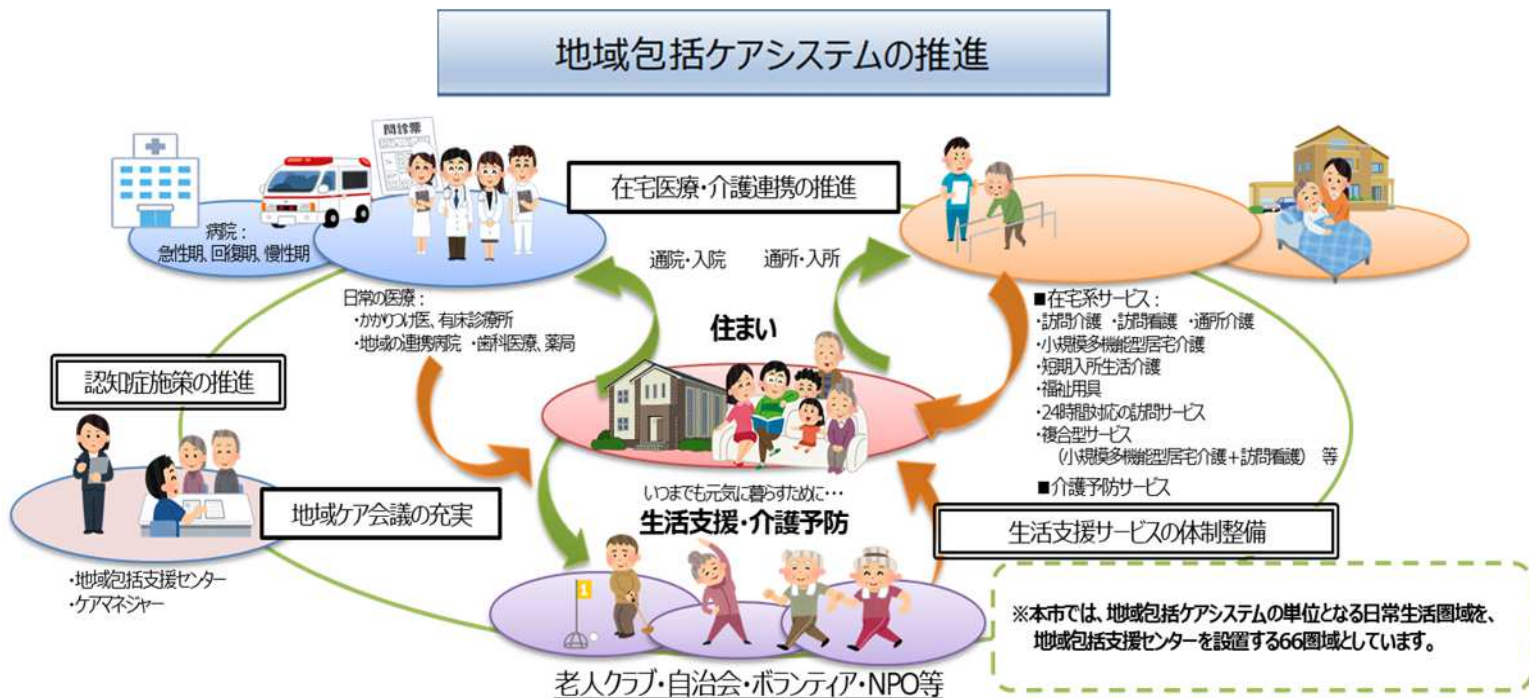 地域包括ケアシステムの推進
問診票
在宅医療・介護連携の推進
病院：
急性期、回復期、慢性期
通院・入院　通所・入所
日常の医療：
・かかりつけ医、有床診療所
・地域の連携病院　・歯科医療、薬局
住まい
■在宅系サービス：
・訪問介護　・訪問看護　・通所介護
・小規模多機能型居宅介護
・短期入所生活介護
・福祉用具
・24時間対応の訪問サービス
・複合型サービス
（小規模多機能型居宅介護+訪問看護）　等
■介護予防サービス
認知症施策の推進
地域ケア会議の充実
・地域包括支援センター
・ケアマネジャー
いつまでも元気に暮らすために・・・
生活支援・介護予防
生活支援サービスの体制整備
1
老人クラブ・自治会・ボランティア・NPO等
※本市では、地域包括ケアシステムの単位となる日常生活圏域を、
地域包括支援センターを設置する66圏域としています。